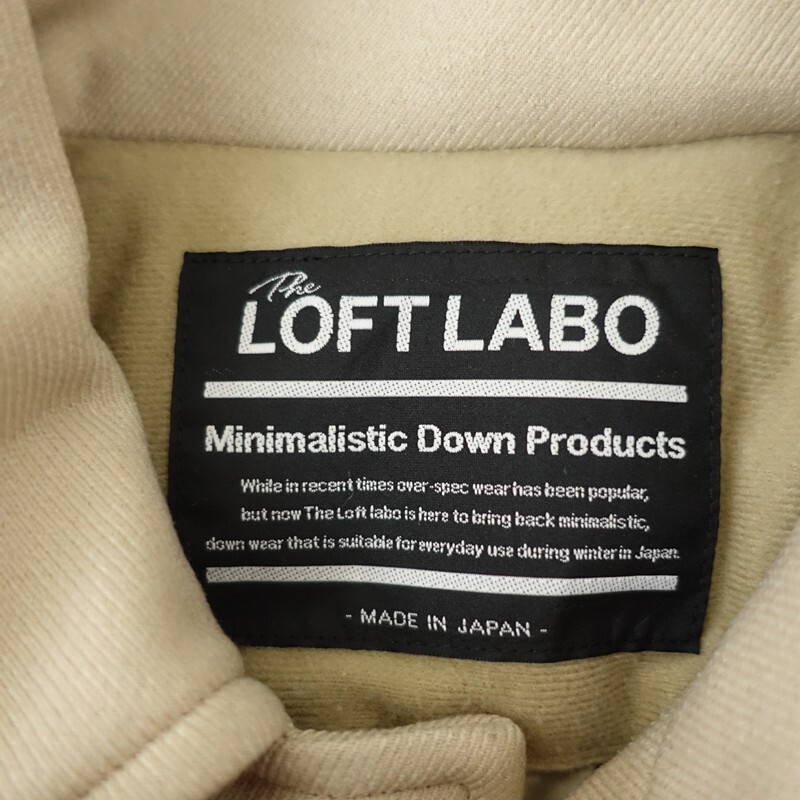 The
LOFT LABO
Minimalistic Down Products
While in recent times over-spec wear has been popular,
but now The Loft labo is here to bring back minimalistic,
down wear that is suitable for everyday use during winter in Japan.
- MADE IN JAPAN -